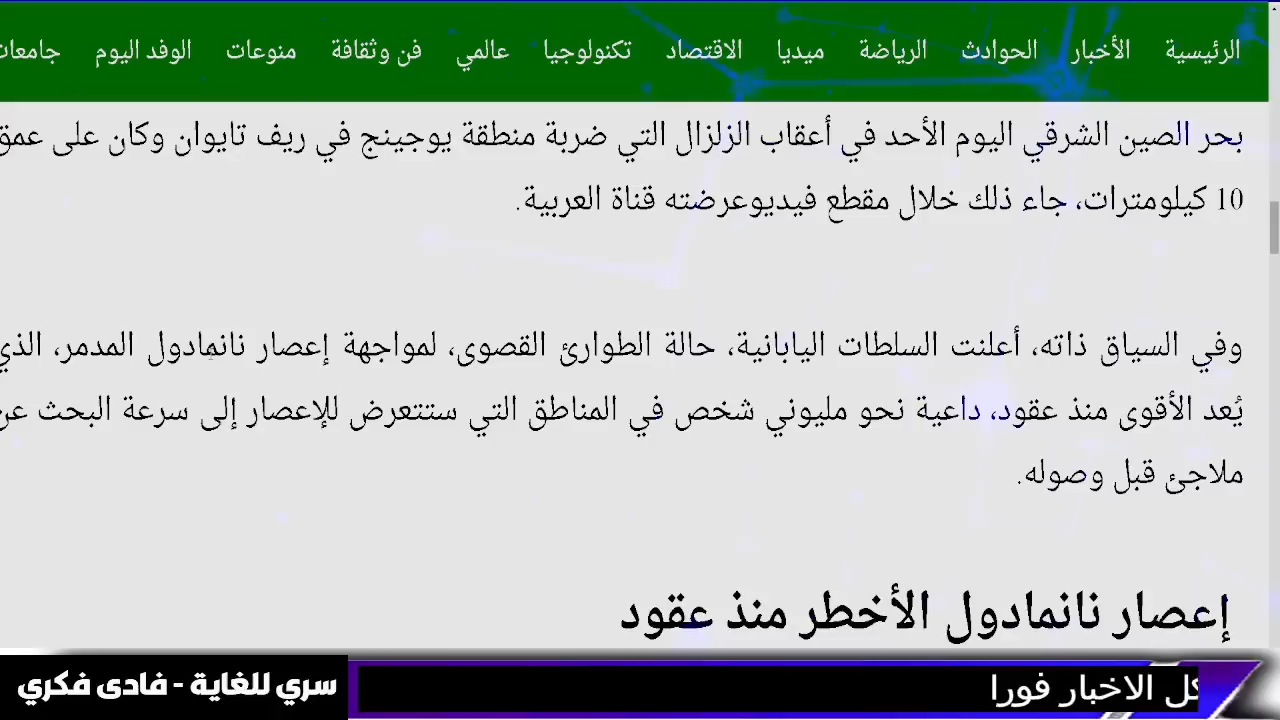 الرئيسية الأخبار الحوادث الرياضة ميديا الاقتصاد تكنولوجيا عالمي فن وثقافة منوعات الوفد اليوم جامعات
بحر الصين الشرقي اليوم الأحد في أعقاب الزلزال التي ضربة منطقة يوجينج في ريف تايوان وكان على عمق
10 كيلومترات، جاء ذلك خلال مقطع فيديوعرضته قناة العربية.
وفي السياق ذاته، أعلنت السلطات اليابانية، حالة الطوارئ القصوى، لمواجهة إعصار نانمادول المدمر، الذي
يُعد الأقوى منذ عقود، داعية نحو مليوني شخص في المناطق التي ستتعرض للإعصار إلى سرعة البحث عن
ملاجئ قبل وصوله.
إعصار نانمادول الأخطر منذ عقود
كل الاخبار فورا
سري للغاية - فادى فكري